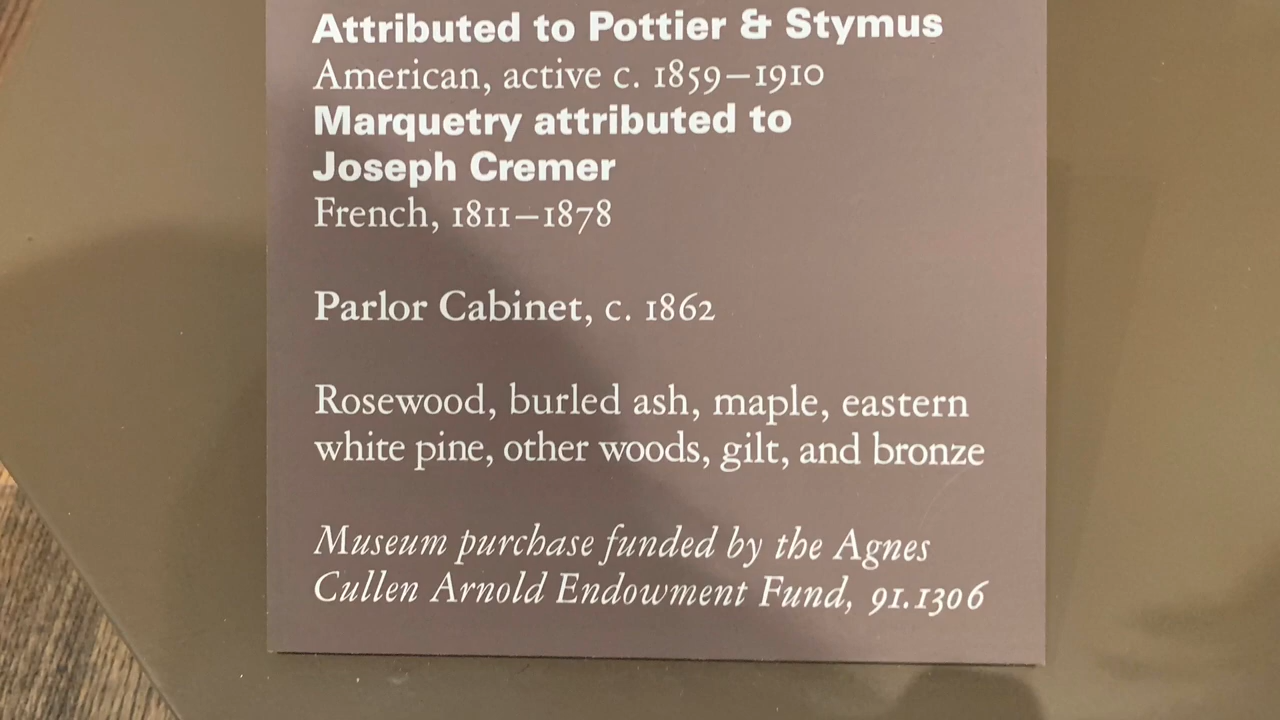 Attributed to Pottier & Stymus
American, active c. 1859–1910
Marquetry attributed to
Joseph Cremer
French, 1811–1878
Parlor Cabinet, c. 1862
Rosewood, burled ash, maple, eastern
white pine, other woods, gilt, and bronze
Museum purchase funded by the Agnes
Cullen Arnold Endowment Fund, 91.1306